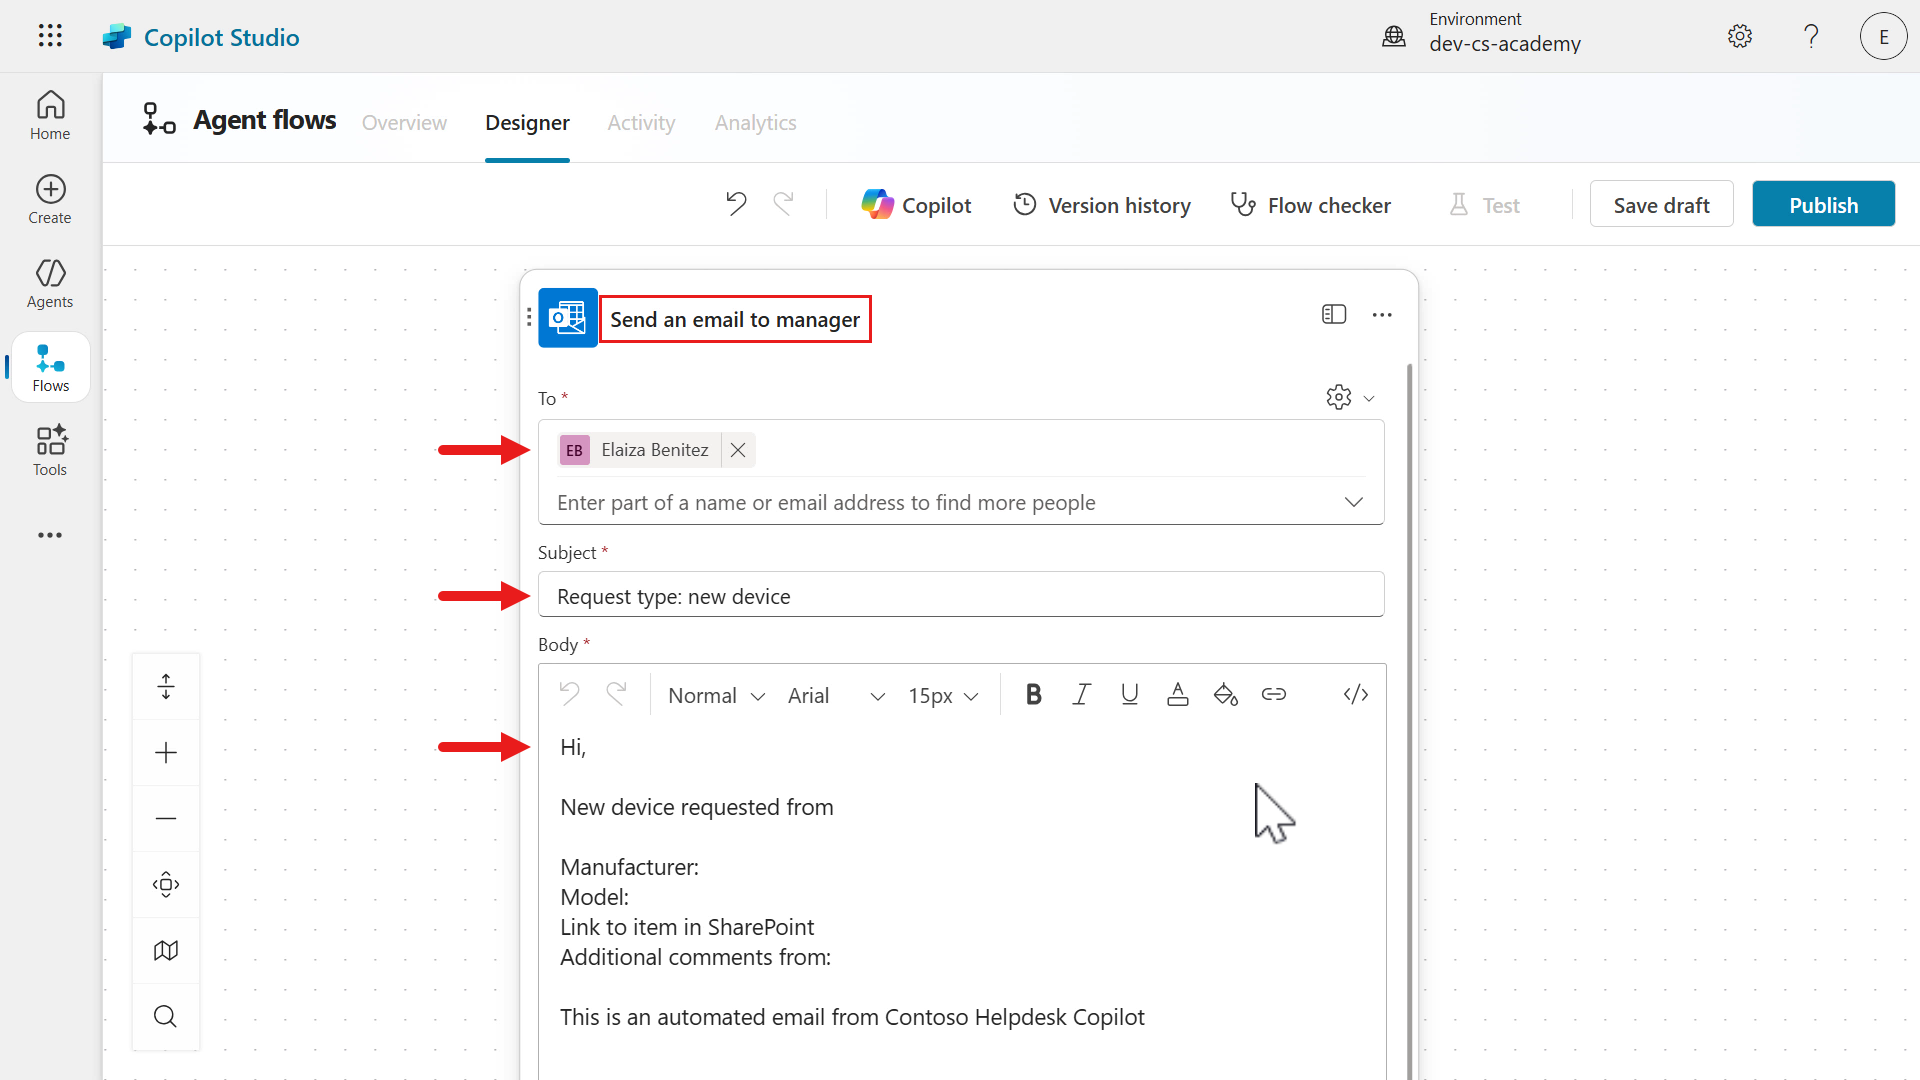 Copilot Studio
Environment
dev-cs-academy
?
E
Home
Create
Agents
Flows
Tools
Agent flows
Overview
Designer
Activity
Analytics
Copilot
Version history
Flow checker
Test
Save draft
Publish
Send an email to manager
To *
EB
Elaiza Benitez
Enter part of a name or email address to find more people
Subject *
Request type: new device
Body *
Normal
Arial
15px
B
I
U
A
</>
Hi,
New device requested from
Manufacturer:
Model:
Link to item in SharePoint
Additional comments from:
This is an automated email from Contoso Helpdesk Copilot